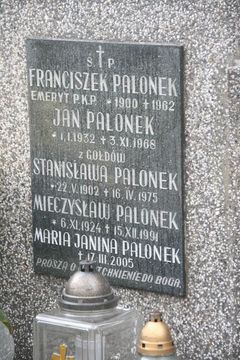 Ś. † P.
FRANCISZEK PALONEK
EMERYT P.K.P. * 1900 † 1962
JAN PALONEK
* 1.I.1932 † 3.XI.1968
z GOŁDÓW
STANISŁAWA PALONEK
* 22.V.1902 † 16.IV.1975
MIECZYSŁAW PALONEK
* 6.XI.1924 † 15.XII.1991
MARIA JANINA PALONEK
† 17.III.2005
PROSZĄ O WESTCHNIENIE DO BOGA.